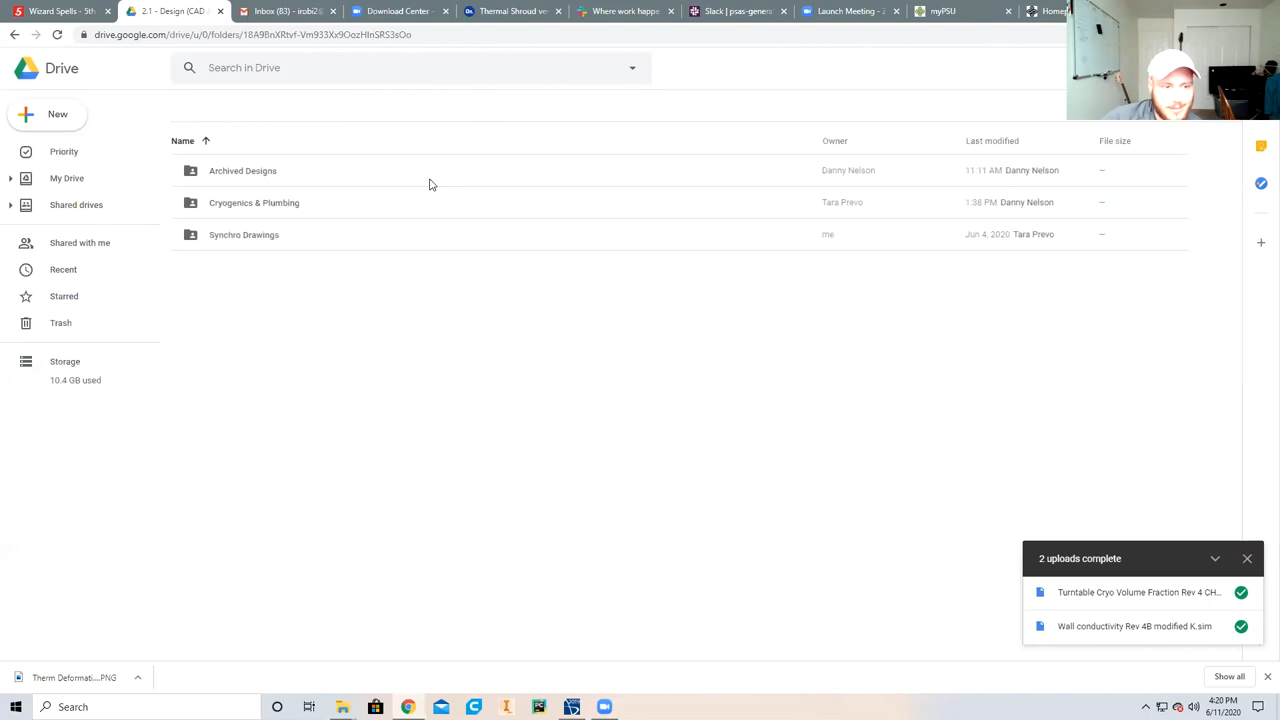 Wizard Spells - 5th
2.1 - Design (CAD &
Inbox (83) - irobi2@
Download Center -
Thermal Shroud ve
Where work happe
Slack | psas-genera
Launch Meeting - Z
myPSU
Home
drive.google.com/drive/u/0/folders/18A9BnXRtvf-Vm933Xx9OozHInSRS3sOo
Drive
Search in Drive
New
Priority
My Drive
Shared drives
Shared with me
Recent
Starred
Trash
Storage
10.4 GB used
Name Owner Last modified File size
Archived Designs Danny Nelson 11:11 AM Danny Nelson —
Cryogenics & Plumbing Tara Prevo 1:38 PM Danny Nelson —
Synchro Drawings me Jun 4, 2020 Tara Prevo —
2 uploads complete
Turntable Cryo Volume Fraction Rev 4 CH...
Wall conductivity Rev 4B modified K.sim
Therm Deformati....PNG
Show all
Search
4:20 PM
6/11/2020